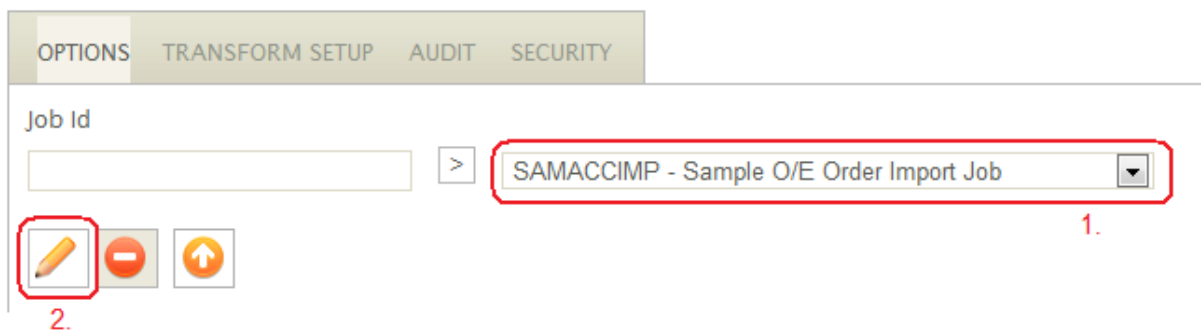 OPTIONS TRANSFORM SETUP AUDIT SECURITY
Job Id
> SAMACCIMP - Sample O/E Order Import Job
1.
2.